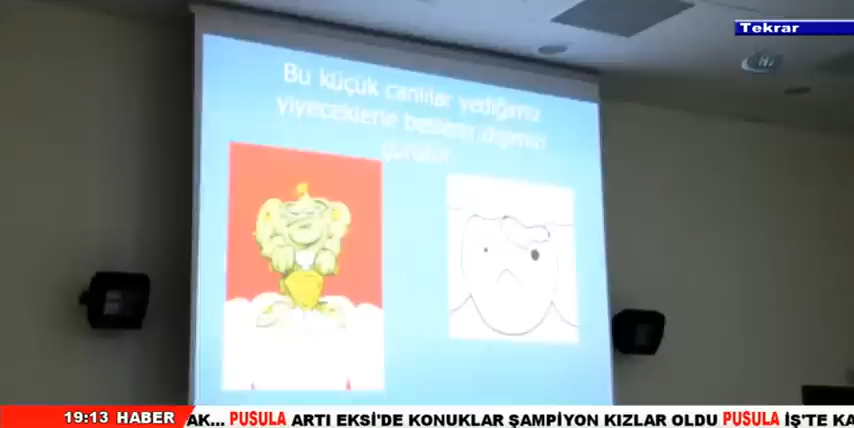 Tekrar
Bu küçük canlılar yediğimiz
yiyeceklerle beslenir,dişimizi
çürütür.
19:13 HABER AK... PUSULA ARTI EKSİ'DE KONUKLAR ŞAMPİYON KIZLAR OLDU PUSULA İŞ'TE KA